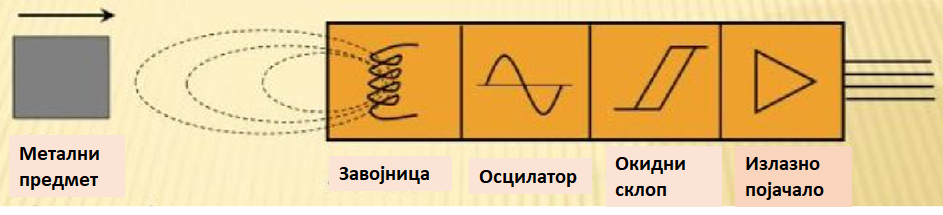 Метални
предмет
Завојница
Осцилатор
Окидни
склоп
Излазно
појачало